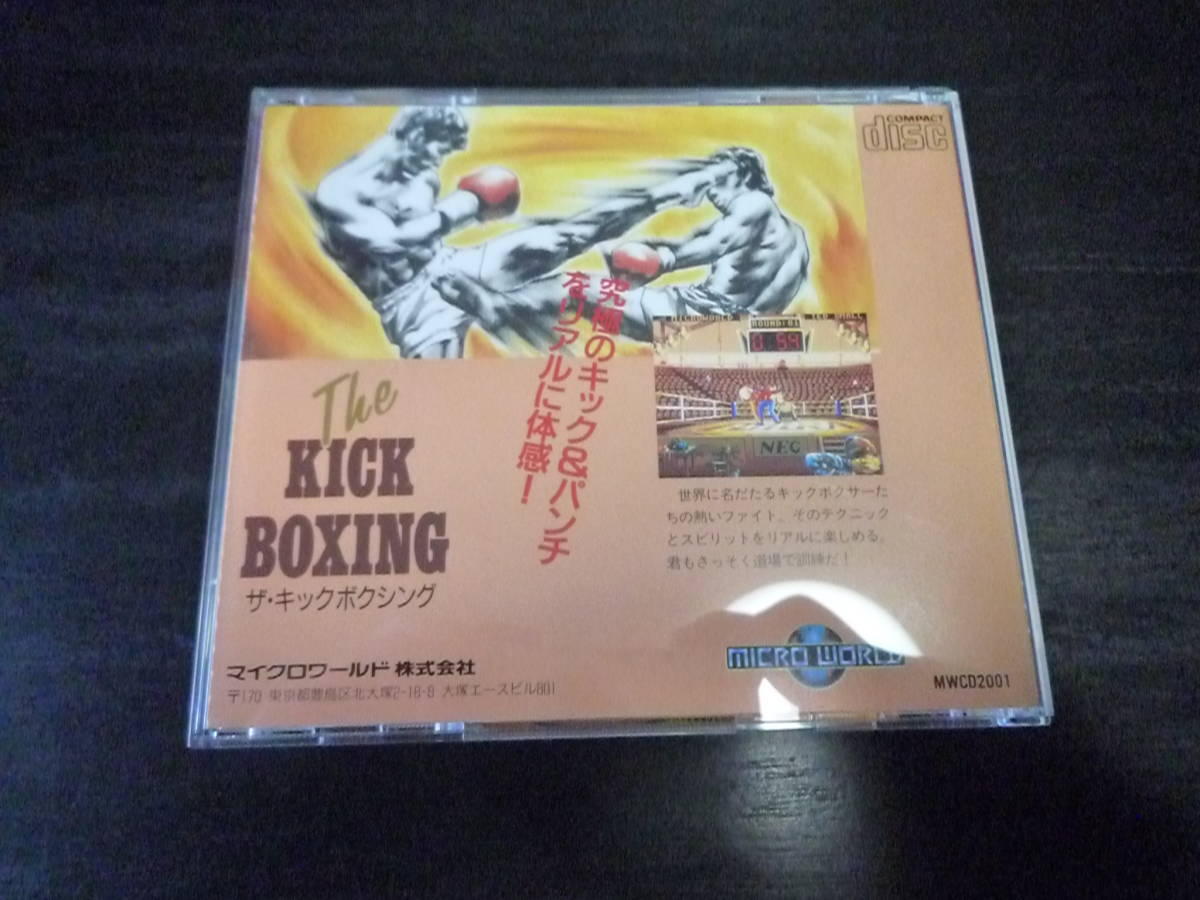 COMPACT
disc
究極のキック&パンチ
をリアルに体感!
ROUND:01
0:59
NEC
The
KICK
BOXING
ザ・キックボクシング
世界に名だたるキックボクサーた
ちの熱いファイト、そのテクニック
とスピリットをリアルに楽しめる。
君もさっそく道場で訓練だ!
マイクロワールド株式会社
〒170 東京都豊島区北大塚2-18-8 大塚エースビル801
MICRO WORLD
MWCD2001